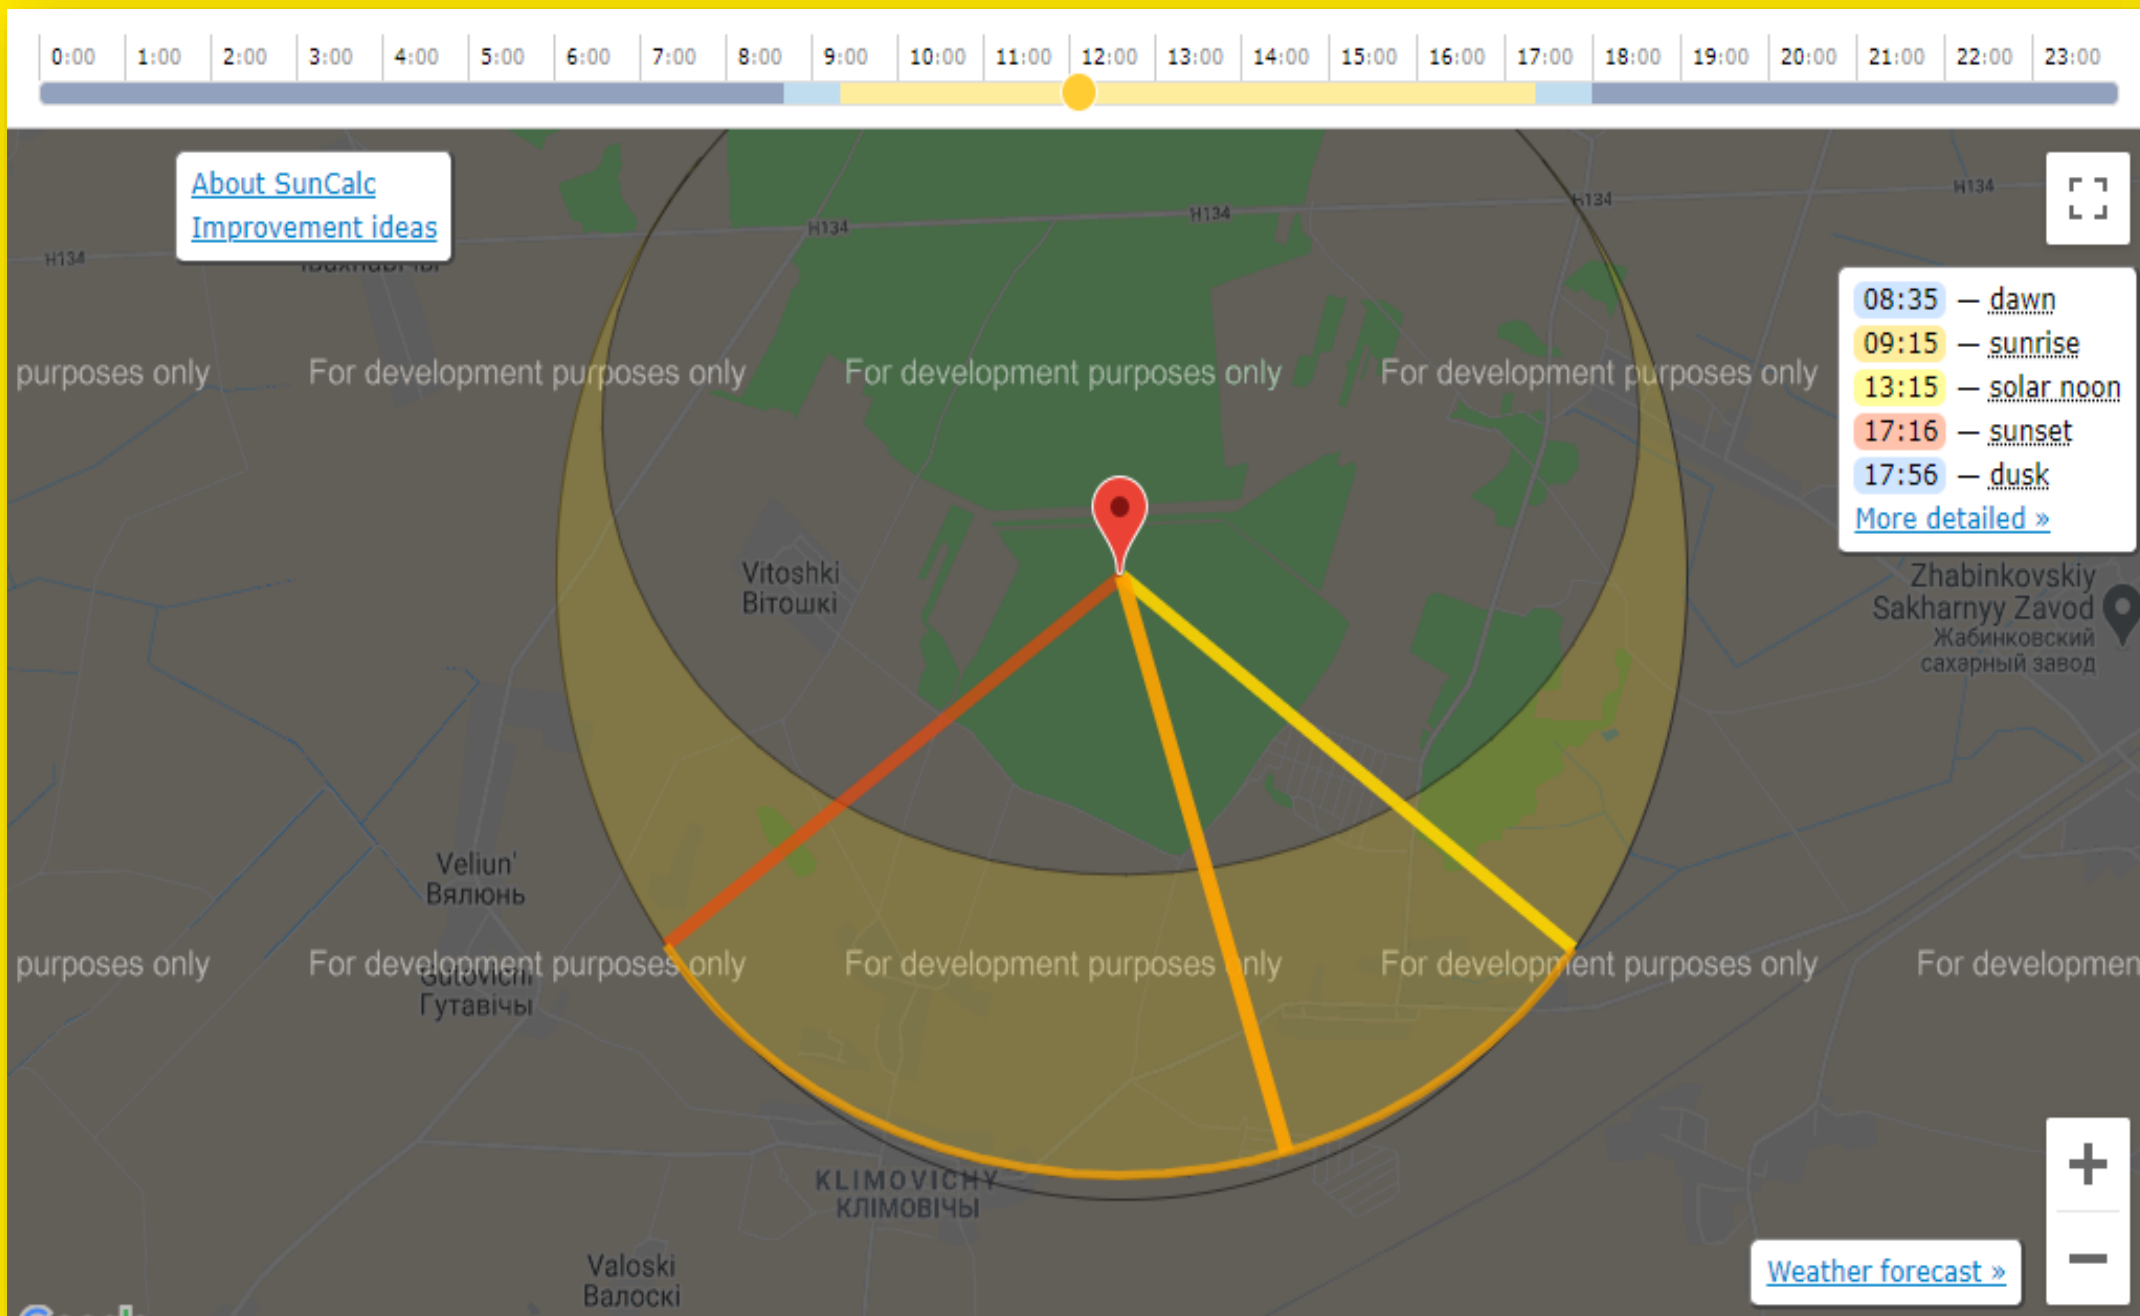 0:00 1:00 2:00 3:00 4:00 5:00 6:00 7:00 8:00 9:00 10:00 11:00 12:00 13:00 14:00 15:00 16:00 17:00 18:00 19:00 20:00 21:00 22:00 23:00
About SunCalc
Improvement ideas
H134
H134
H134
H134
H134
08:35 — dawn
09:15 — sunrise
13:15 — solar noon
17:16 — sunset
17:56 — dusk
More detailed »
purposes only
For development purposes only
For development purposes only
For development purposes only
Vitoshki
Вітошкі
Zhabinkovskiy
Sakharnyy Zavod
Жабинковский
сахарный завод
Veliun'
Вялюнь
purposes only
For development purposes only
For development purposes only
For development purposes only
For developmen
Gutovichi
Гутавічы
KLIMOVICHY
КЛІМОВІЧЫ
Valoski
Валоскі
+
−
Weather forecast »